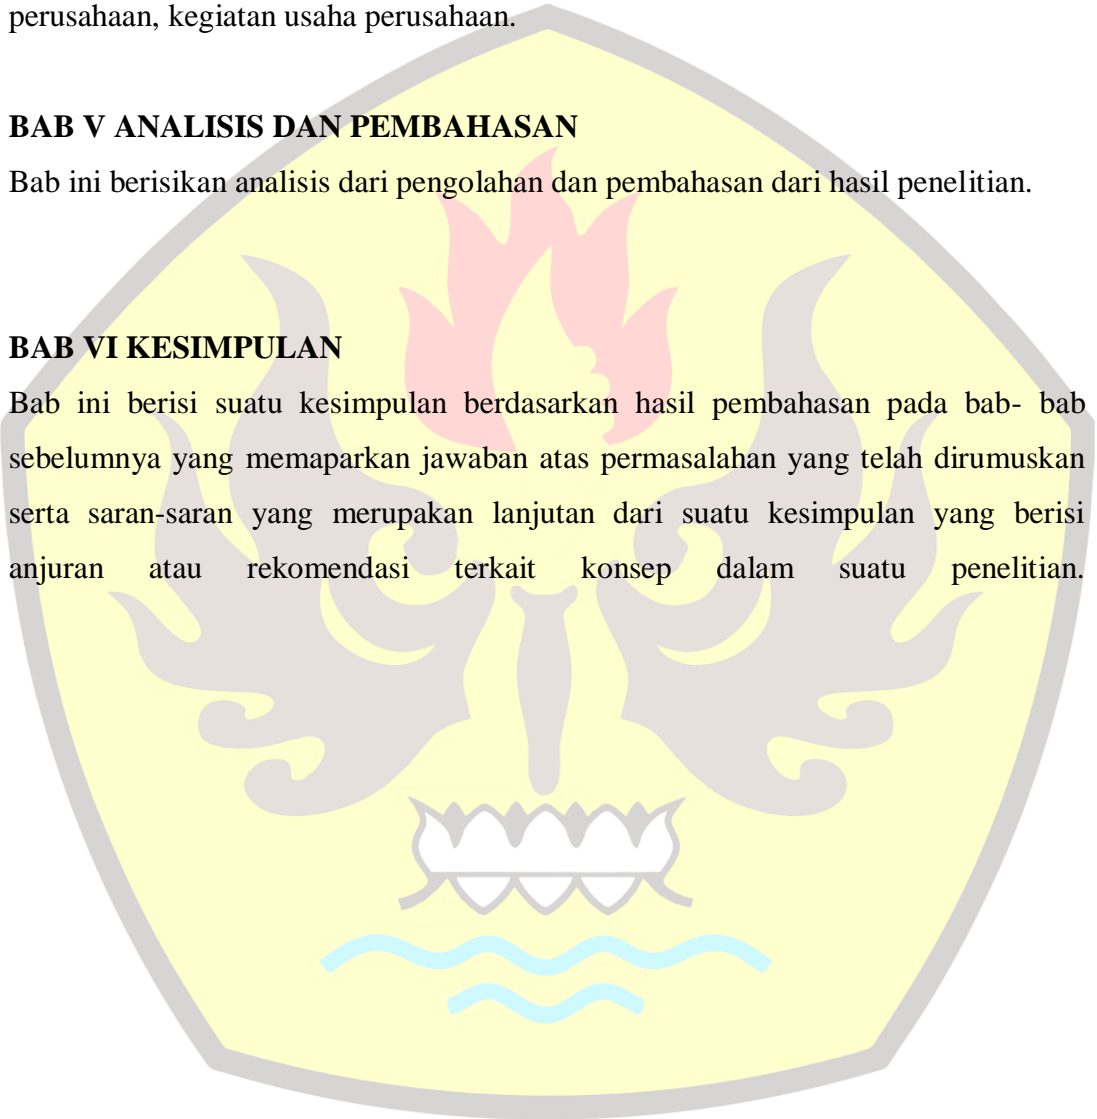 perusahaan, kegiatan usaha perusahaan.
BAB V ANALISIS DAN PEMBAHASAN
Bab ini berisikan analisis dari pengolahan dan pembahasan dari hasil penelitian.
BAB VI KESIMPULAN
Bab ini berisi suatu kesimpulan berdasarkan hasil pembahasan pada bab- bab
sebelumnya yang memaparkan jawaban atas permasalahan yang telah dirumuskan
serta saran-saran yang merupakan lanjutan dari suatu kesimpulan yang berisi
anjuran atau rekomendasi terkait konsep dalam suatu penelitian.